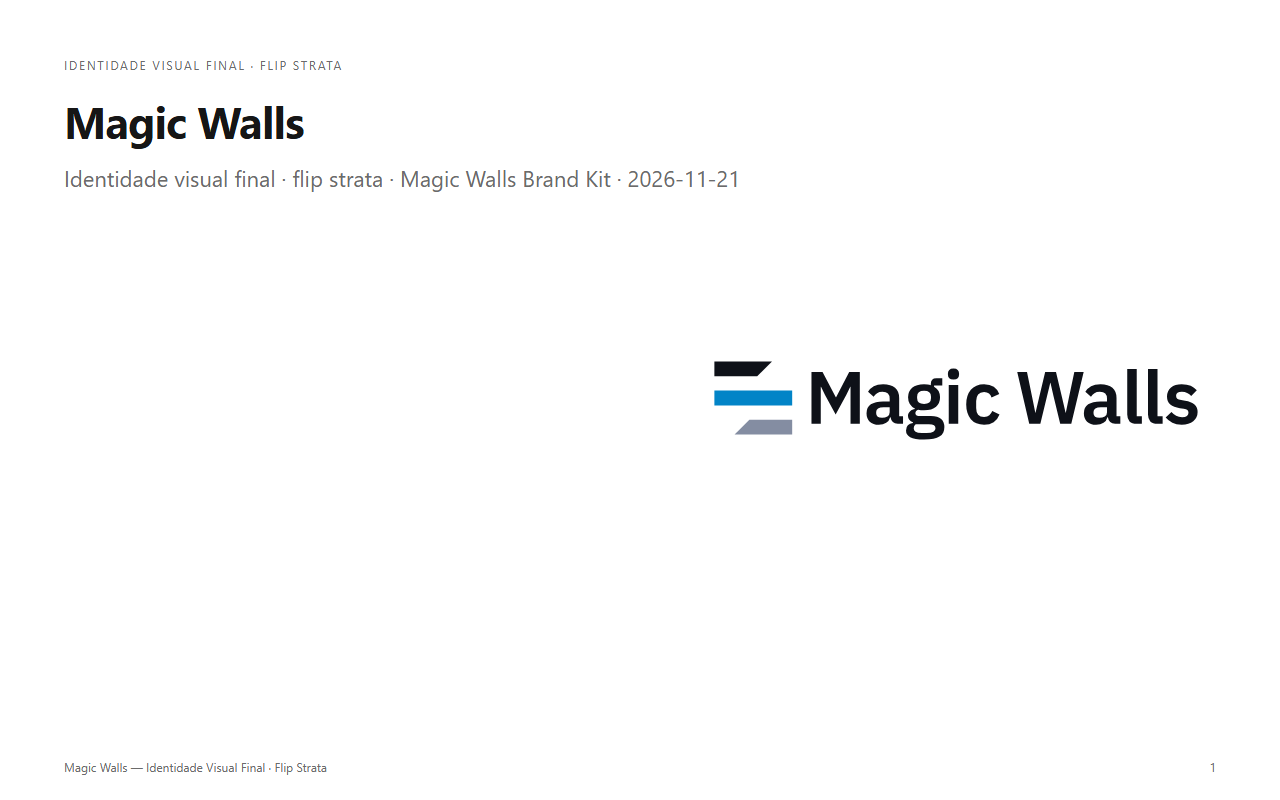 IDENTIDADE VISUAL FINAL · FLIP STRATA
Magic Walls
Identidade visual final · flip strata · Magic Walls Brand Kit · 2026-11-21
Magic Walls
Magic Walls — Identidade Visual Final · Flip Strata
1